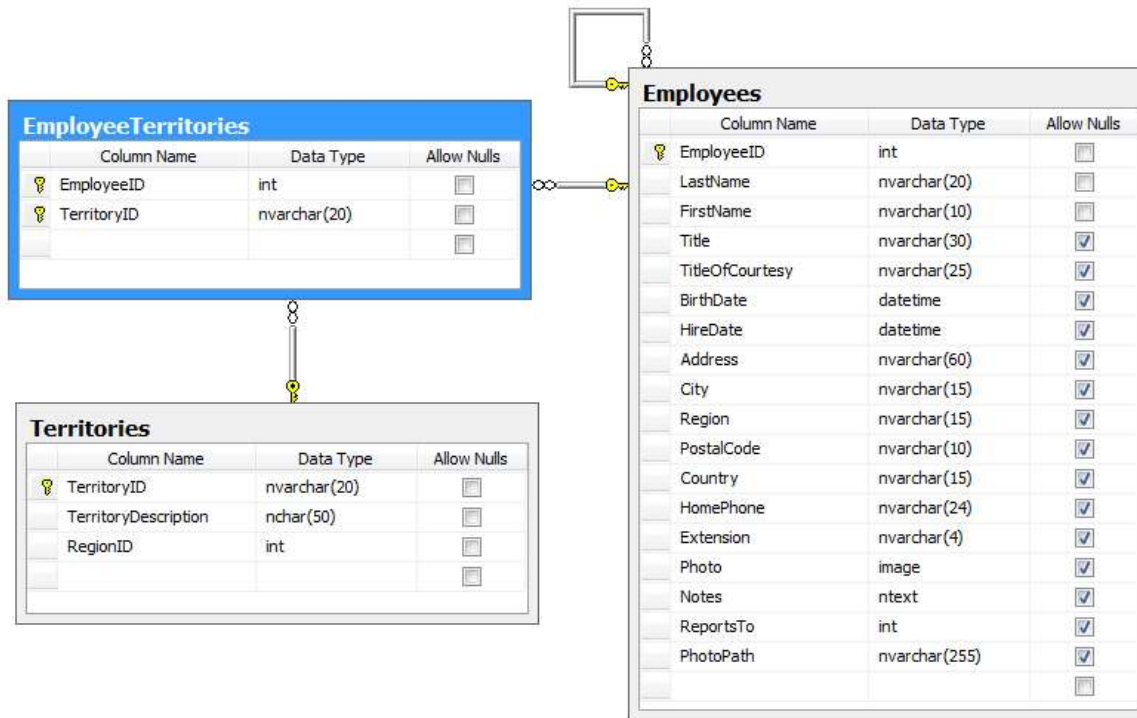 EmployeeTerritories
Column Name Data Type Allow Nulls
EmployeeID int
TerritoryID nvarchar(20)
Territories
Column Name Data Type Allow Nulls
TerritoryID nvarchar(20)
TerritoryDescription nchar(50)
RegionID int
Employees
Column Name Data Type Allow Nulls
EmployeeID int
LastName nvarchar(20)
FirstName nvarchar(10)
Title nvarchar(30)
TitleOfCourtesy nvarchar(25)
BirthDate datetime
HireDate datetime
Address nvarchar(60)
City nvarchar(15)
Region nvarchar(15)
PostalCode nvarchar(10)
Country nvarchar(15)
HomePhone nvarchar(24)
Extension nvarchar(4)
Photo image
Notes ntext
ReportsTo int
PhotoPath nvarchar(255)